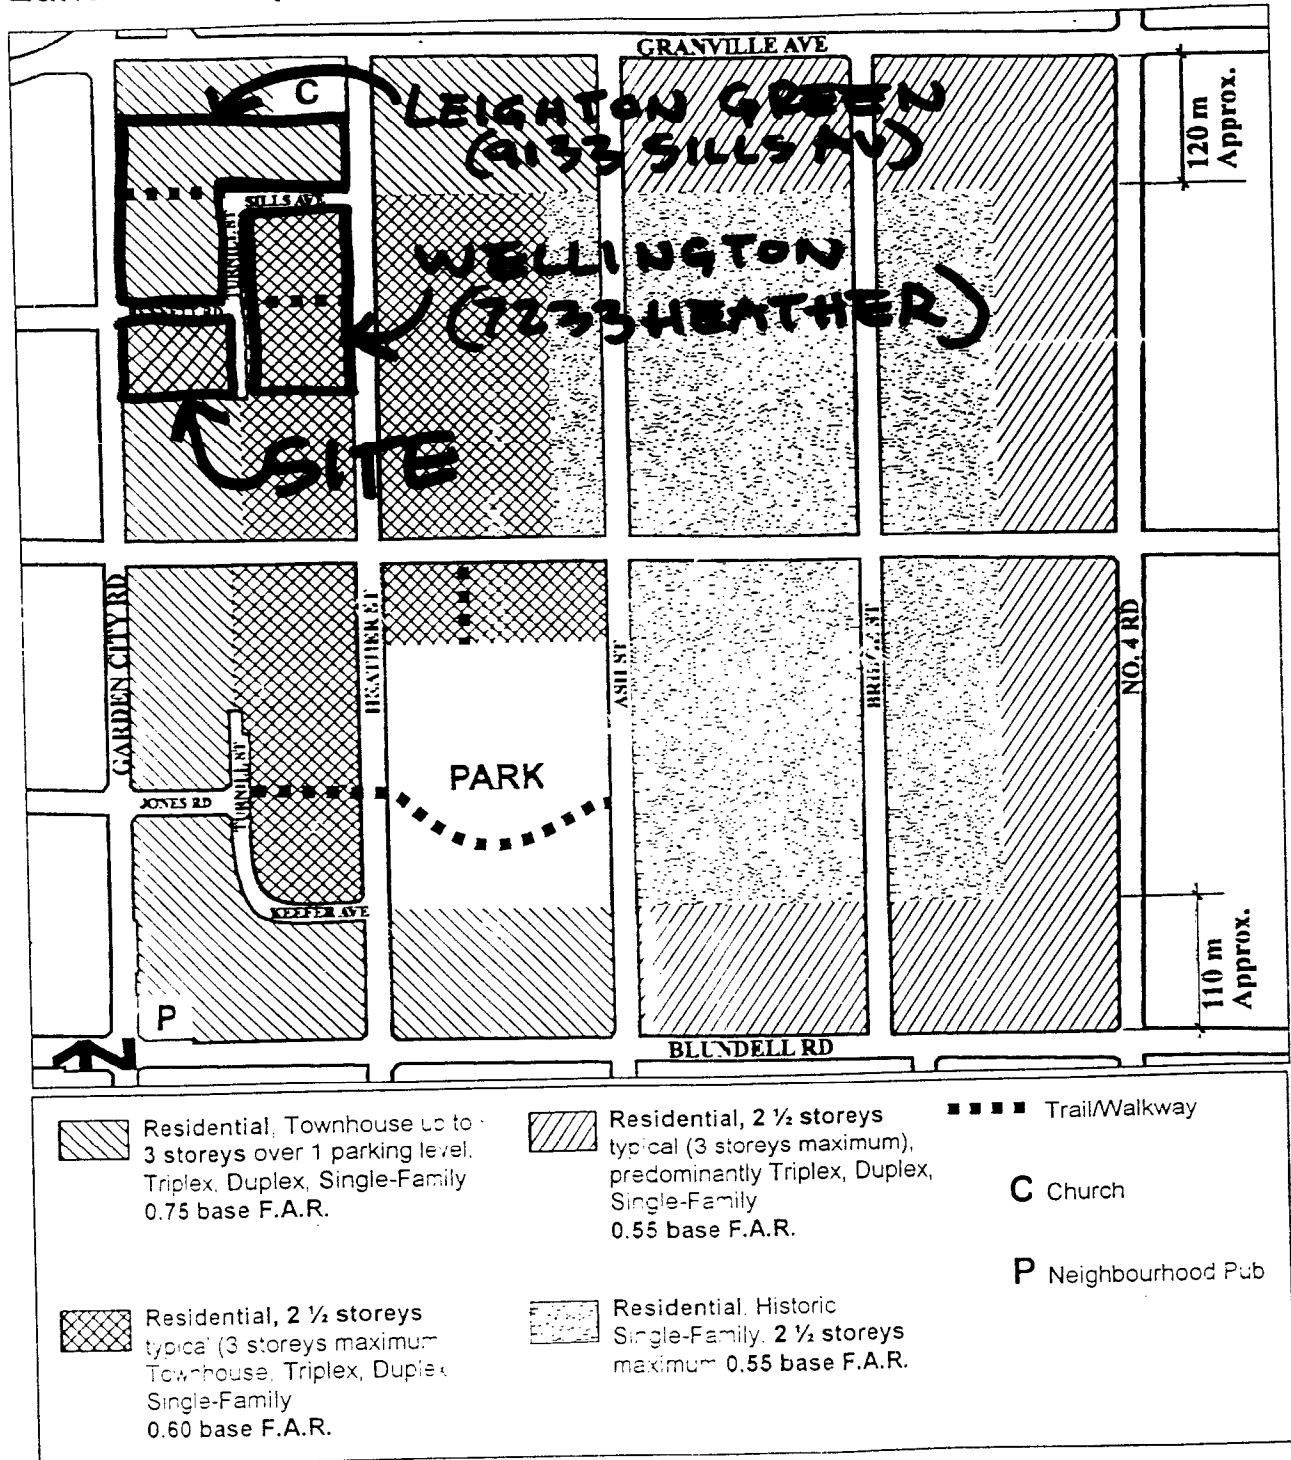 GRANVILLE AVE
C
LEIGHTON GREEN
(9133 SILLS AV)
120 m
Approx.
SILLS AVE
WELLINGTON
(7233 HEATHER)
SITE
GARDEN CITY RD
HEATHER ET
ASH ST
NO. 4 RD
PARK
JONES RD
TURNILL ST
KEEFER AVE
110 m
Approx.
P
N
BLUNDELL RD
Residential, Townhouse up to
3 storeys over 1 parking level,
Triplex, Duplex, Single-Family
0.75 base F.A.R.
Residential, 2 ½ storeys
typical (3 storeys maximum),
predominantly Triplex, Duplex,
Single-Family
0.55 base F.A.R.
Trail/Walkway
C Church
P Neighbourhood Pub
Residential, 2 ½ storeys
typical (3 storeys maximum
Townhouse, Triplex, Duplex,
Single-Family
0.60 base F.A.R.
Residential, Historic
Single-Family, 2 ½ storeys
maximum 0.55 base F.A.R.